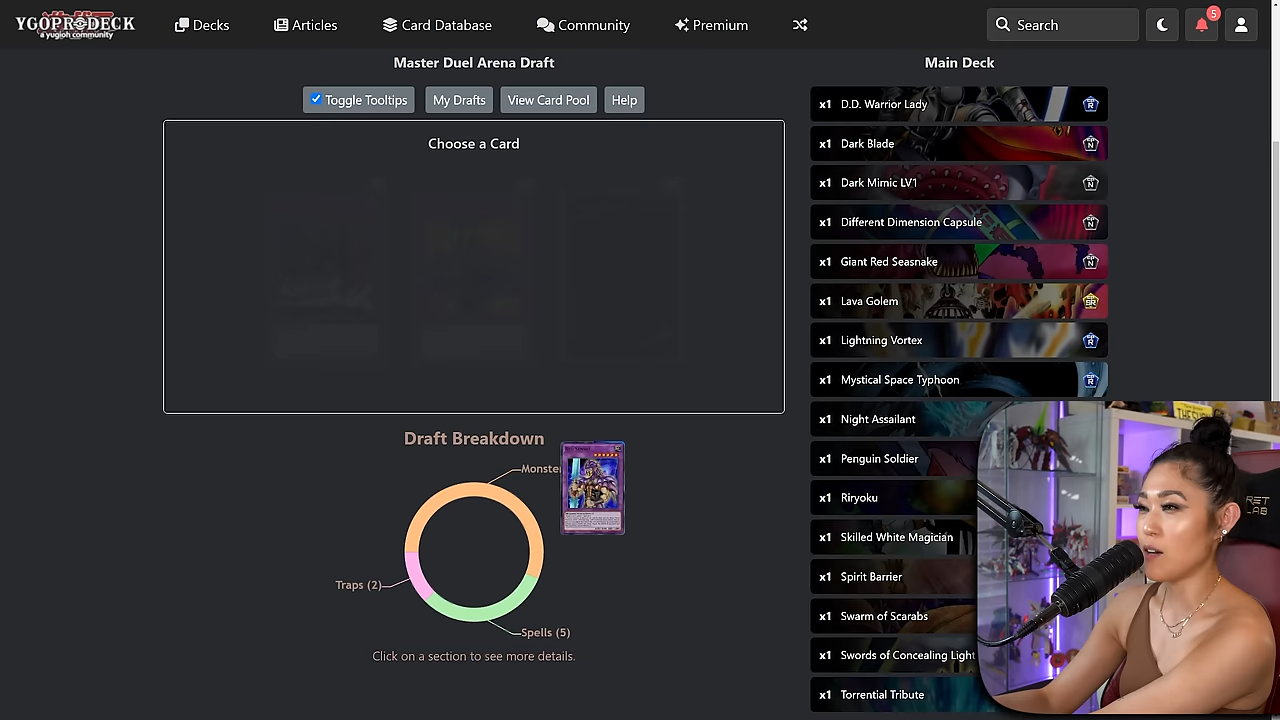 YGOPRODECK
a yugioh community
Decks
Articles
Card Database
Community
Premium
Search
5
Master Duel Arena Draft
Main Deck
Toggle Tooltips
My Drafts
View Card Pool
Help
Choose a Card
x1 D.D. Warrior Lady
R
x1 Dark Blade
N
x1 Dark Mimic LV1
N
x1 Different Dimension Capsule
N
x1 Giant Red Seasnake
N
x1 Lava Golem
SR
x1 Lightning Vortex
R
x1 Mystical Space Typhoon
R
x1 Night Assailant
x1 Penguin Soldier
x1 Riryoku
x1 Skilled White Magician
x1 Spirit Barrier
x1 Swarm of Scarabs
x1 Swords of Concealing Light
x1 Torrential Tribute
Draft Breakdown
Monste
Traps (2)
Spells (5)
Click on a section to see more details.